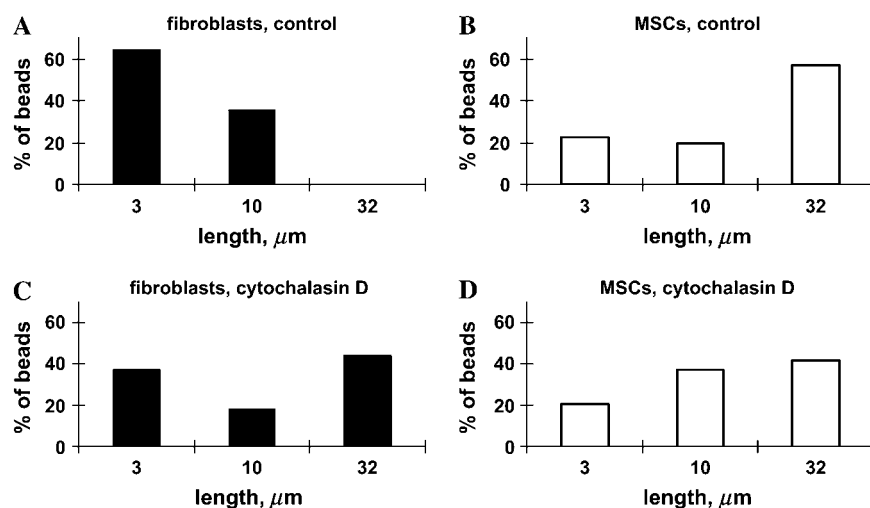 A
fibroblasts, control
% of beads
60
40
20
0
3 10 32
length, μm
B
MSCs, control
% of beads
60
40
20
0
3 10 32
length, μm
C
fibroblasts, cytochalasin D
% of beads
60
40
20
0
3 10 32
length, μm
D
MSCs, cytochalasin D
% of beads
60
40
20
0
3 10 32
length, μm